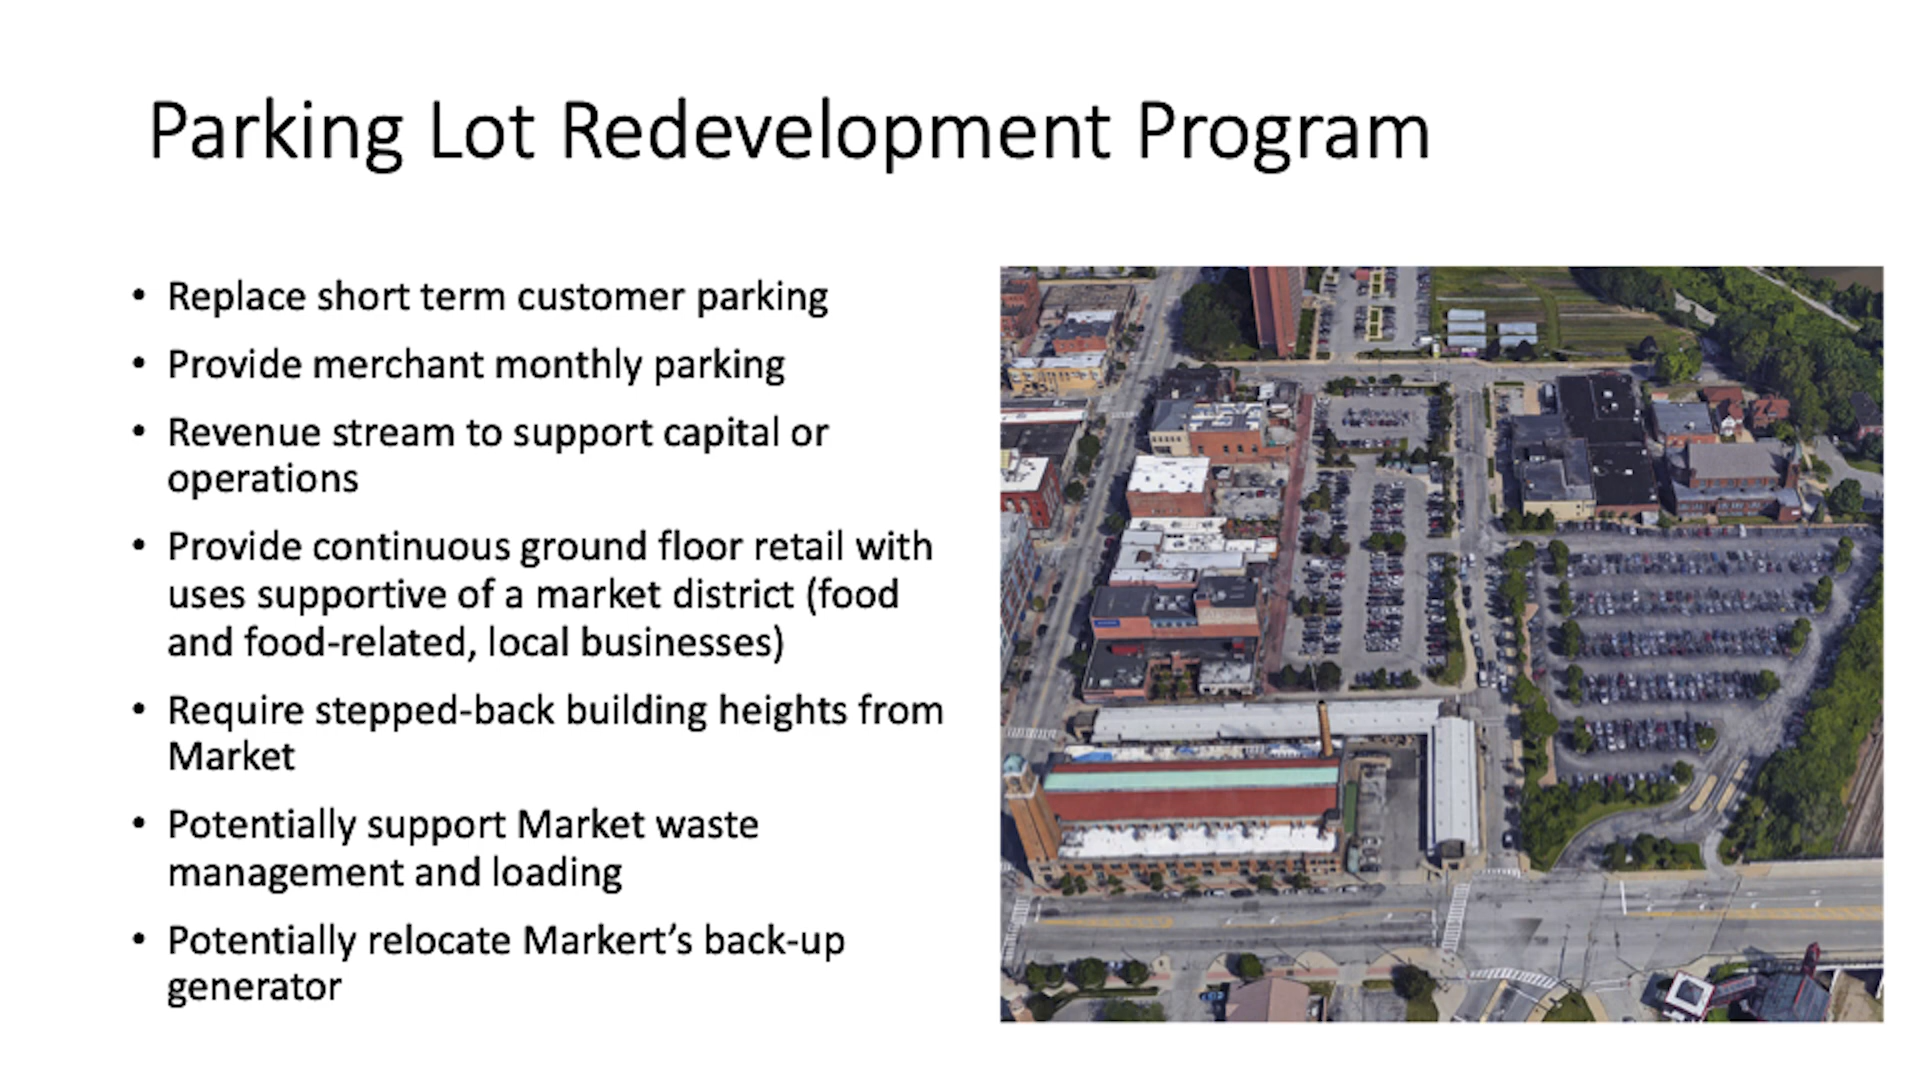 Parking Lot Redevelopment Program
• Replace short term customer parking
• Provide merchant monthly parking
• Revenue stream to support capital or
operations
• Provide continuous ground floor retail with
uses supportive of a market district (food
and food-related, local businesses)
• Require stepped-back building heights from
Market
• Potentially support Market waste
management and loading
• Potentially relocate Markert’s back-up
generator